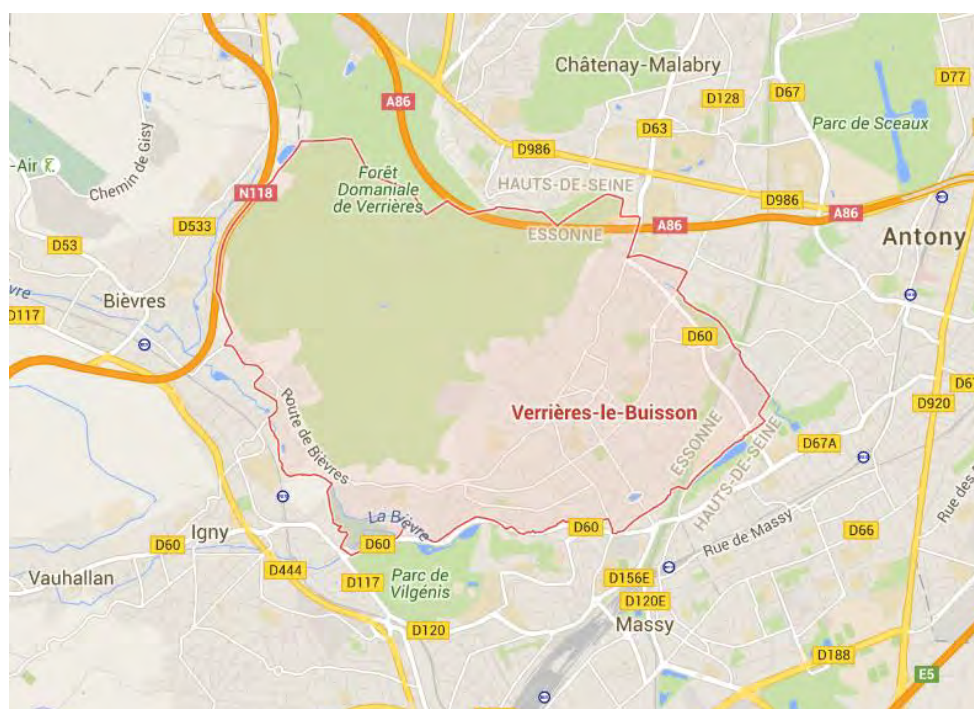 Châtenay-Malabry
D77
D67
D128
A86
D63
Parc de Sceaux
D986
-Air
Chemin de Gisy
Forêt
Domaniale
de Verrières
HAUTS-DE-SEINE
N118
D986
A86
D533
A86
ESSONNE
Antony
D53
Bièvres
D117
D60
D67
D920
Route de Bièvres
Verrières-le-Buisson
ESSONNE
HAUTS-DE-SEINE
D67A
La Bièvre
D60
Rue de Massy
D66
Rue des
Igny
D60
D60
D444
Vauhallan
D117
Parc de
Vilgénis
D156E
D120E
D120
Massy
D188
E5